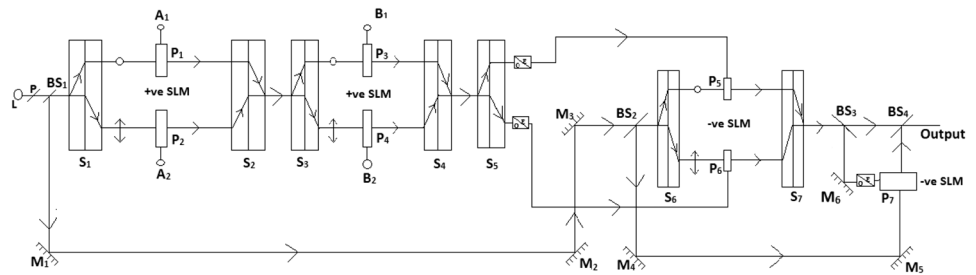 A₁
B₁
P₁
P₃
L
P
BS₁
+ve SLM
+ve SLM
P₂
P₄
S₁
S₂
S₃
S₄
S₅
A₂
B₂
P₅
M₃
BS₂
-ve SLM
P₆
S₆
S₇
BS₃
BS₄
Output
M₆
P₇
-ve SLM
M₁
M₂
M₄
M₅